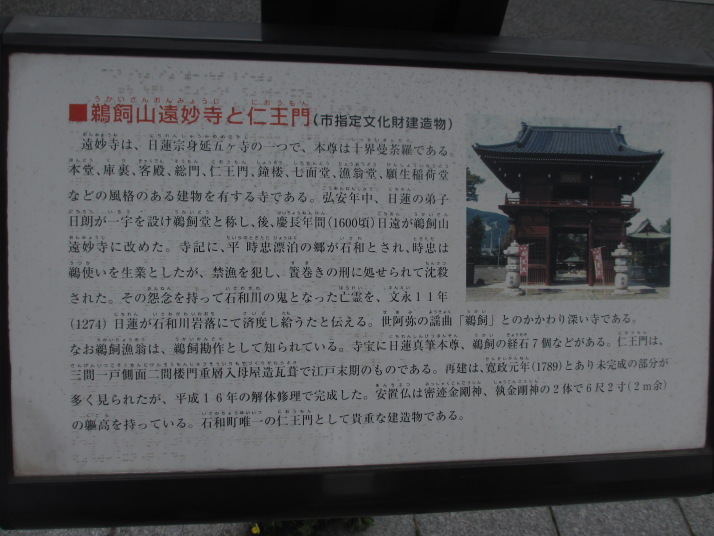 ■鵜飼山遠妙寺と仁王門(市指定文化財建造物)
遠妙寺は、日蓮宗身延五ヶ寺の一つで、本尊は十界曼荼羅である。
本堂、庫裏、客殿、総門、仁王門、鐘楼、七面堂、漁翁堂、願生稲荷堂
などの風格のある建物を有する寺である。弘安年中、日蓮の弟子
日朗が一宇を設け鵜飼堂と称し、後、慶長年間(1600頃)日遠が鵜飼山
遠妙寺に改めた。寺記に、平時忠漂泊の郷が石和とされ、時忠は
鵜使いを生業としたが、禁漁を犯し、簀巻きの刑に処せられて沈殺
された。その怨念を持って石和川の鬼となった亡霊を、文永11年
(1274)日蓮が石和川岩落にて済度し給うたと伝える。世阿弥の謡曲「鵜飼」とのかかわり深い寺である。
なお鵜飼漁翁は、鵜飼勘作として知られている。寺宝に日蓮真筆本尊、鵜飼の経石7個などがある。仁王門は、
三間一戸側面二間楼門重層入母屋造瓦葺で江戸末期のものである。再建は、寛政元年(1789)とあり未完成の部分が
多く見られたが、平成16年の解体修理で完成した。安置仏は密迹金剛神、執金剛神の2体で6尺2寸(2m余)
の軀高を持っている。石和町唯一の仁王門として貴重な建造物である。